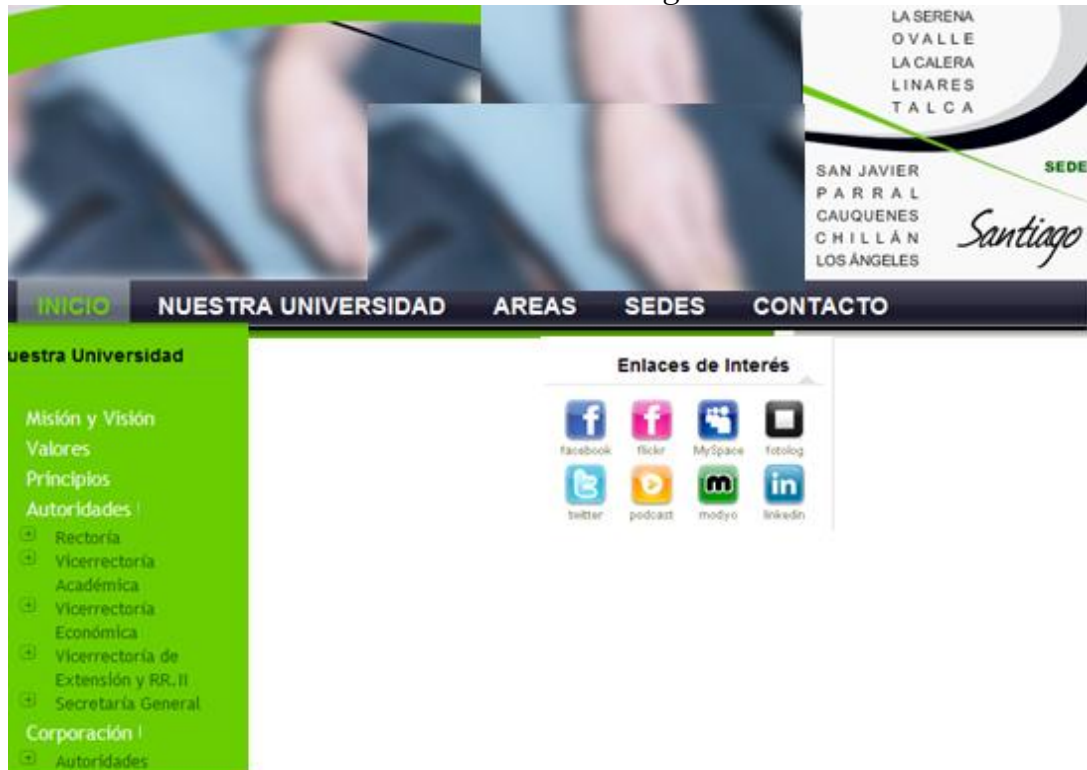 LA SERENA
OVALLE
LA CALERA
LINARES
TALCA
SAN JAVIER
PARRAL
CAUQUENES
CHILLÁN
LOS ÁNGELES
SEDE
Santiago
INICIO NUESTRA UNIVERSIDAD AREAS SEDES CONTACTO
uestra Universidad
Misión y Visión
Valores
Principios
Autoridades
Rectoría
Vicerrectoría
Académica
Vicerrectoría
Económica
Vicerrectoría de
Extensión y RR.II
Secretaría General
Corporación
Autoridades
Enlaces de Interés
facebook flickr MySpace fotolog
twitter podcast modyo linkedin